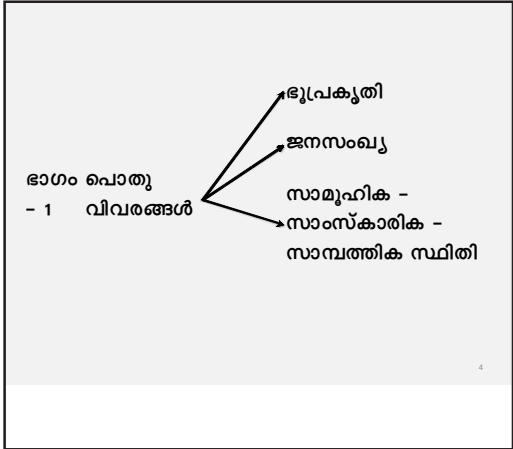 ഭാഗം പൊതു
- 1 വിവരങ്ങൾ
ഭൂപ്രകൃതി
ജനസംഖ്യ
സാമൂഹിക -
സാംസ്കാരിക -
സാമ്പത്തിക സ്ഥിതി
4